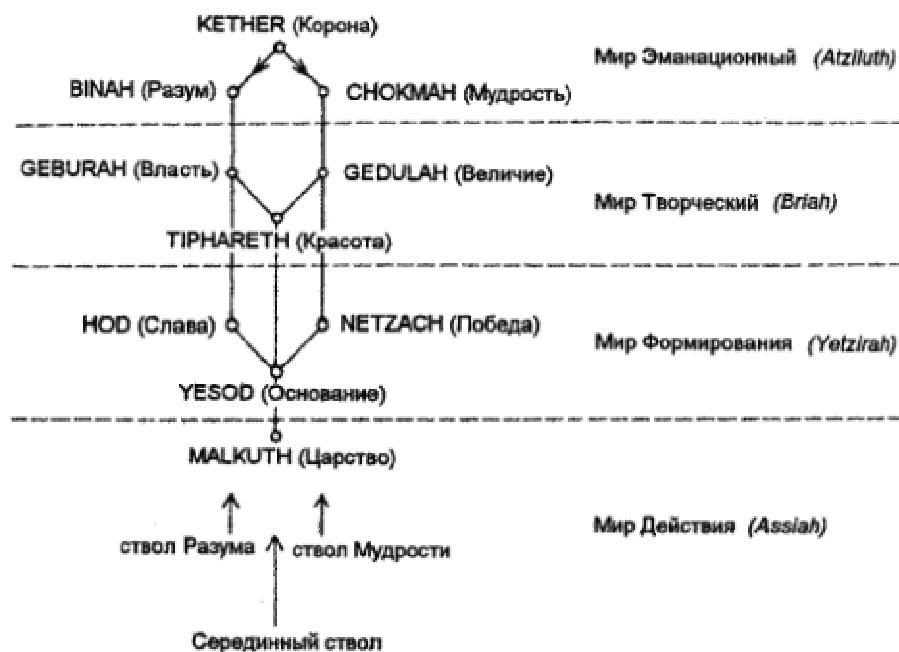 KETHER (Корона)
Мир Эманационный (Atziluth)
BINAH (Разум)
CHOKMAH (Мудрость)
GEBURAH (Власть)
GEDULAH (Величие)
Мир Творческий (Briah)
TIPHARETH (Красота)
HOD (Слава)
NETZACH (Победа)
Мир Формирования (Yetzirah)
YESOD (Основание)
MALKUTH (Царство)
Мир Действия (Assiah)
ствол Разума
ствол Мудрости
Серединный ствол